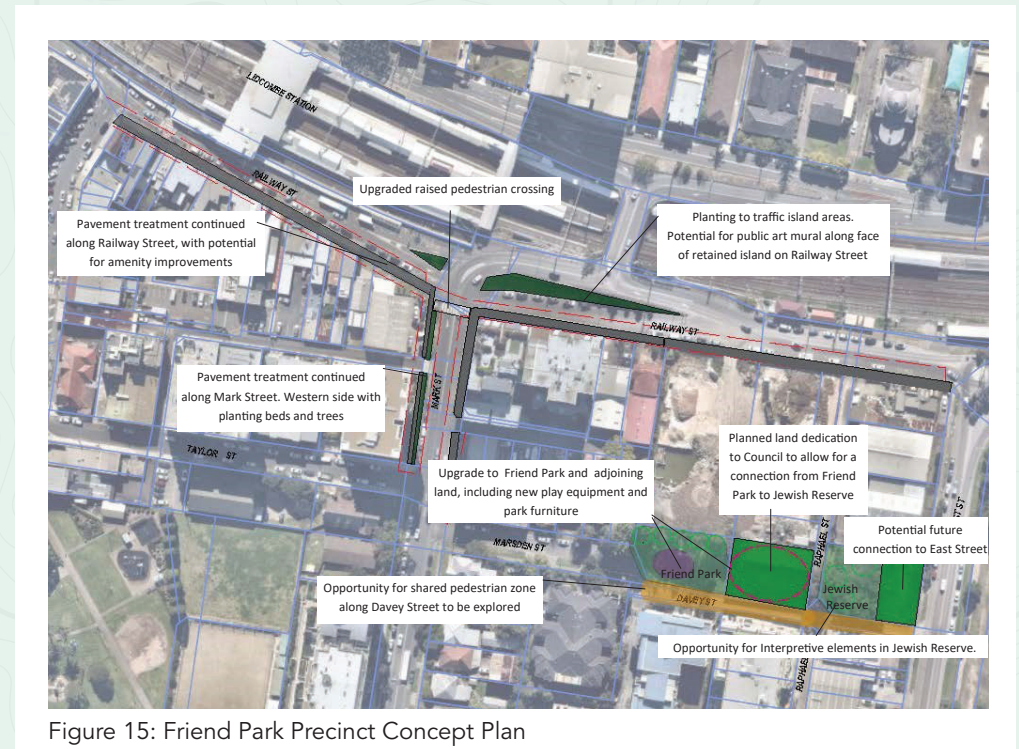 LIDCOMBE STATION
RAILWAY ST
Upgraded raised pedestrian crossing
Pavement treatment continued
along Railway Street, with potential
for amenity improvements
Planting to traffic island areas.
Potential for public art mural along face
of retained island on Railway Street
RAILWAY ST
Pavement treatment continued
along Mark Street. Western side with
planting beds and trees
MARK ST
TAYLOR ST
Planned land dedication
to Council to allow for a
connection from Friend
Park to Jewish Reserve
Upgrade to Friend Park and adjoining
land, including new play equipment and
park furniture
Potential future
connection to East Street
RAPHAEL ST
ST ST
MARSDEN ST
Friend Park
Jewish
Reserve
Opportunity for shared pedestrian zone
along Davey Street to be explored
DAVEY ST
Opportunity for Interpretive elements in Jewish Reserve.
RAPHAEL
Figure 15: Friend Park Precinct Concept Plan